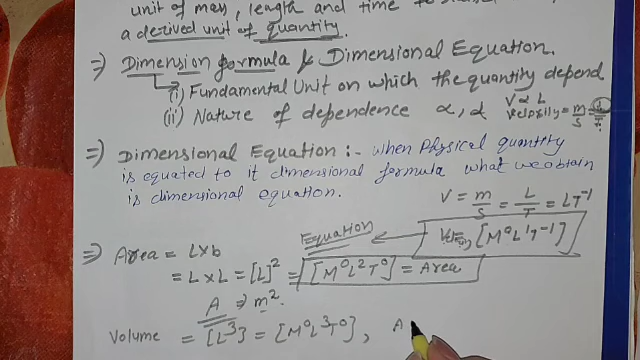 unit of mass, length and time to
a derived unit of quantity.
⇒) Dimension formula & Dimensional Equation.
(i) Fundamental Unit on which the quantity depend
(ii) Nature of dependence ∝, ∝ V ∝ L
Velocity = m/s = L/T
⇒) Dimensional Equation :- when Physical quantity
is equated to it dimensional formula what we obtain
is dimensional equation.
V = m/s = L/T = LT⁻¹
Equation [M⁰L¹T⁻¹]
⇒) Area = L×b
= L × L = [L]² = [M⁰L²T⁰] = Area
A ⇒ m².
Volume = [L³] = [M⁰L³T⁰], A